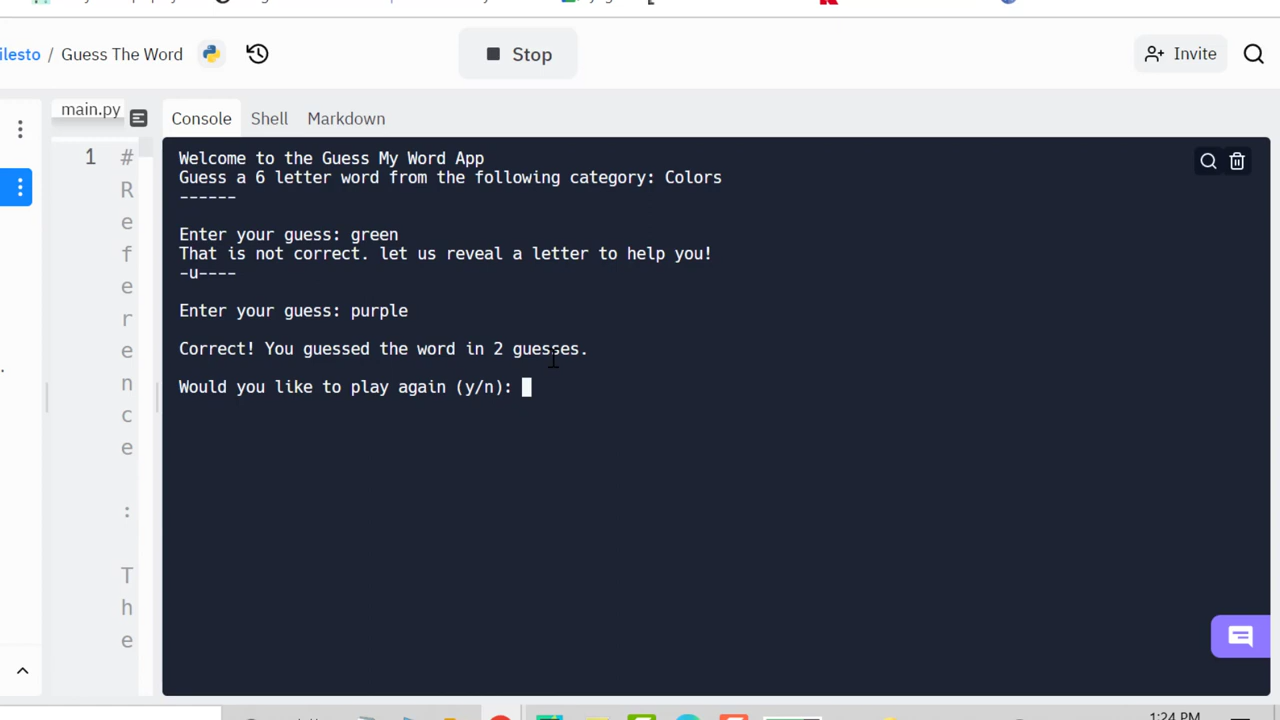 ilesto / Guess The Word
Stop
Invite
main.py
Console Shell Markdown
1 #
R
e
f
e
r
e
n
c
e
:
T
h
e
Welcome to the Guess My Word App
Guess a 6 letter word from the following category: Colors
------
Enter your guess: green
That is not correct. let us reveal a letter to help you!
-u----
Enter your guess: purple
Correct! You guessed the word in 2 guesses.
Would you like to play again (y/n):
1:24 PM